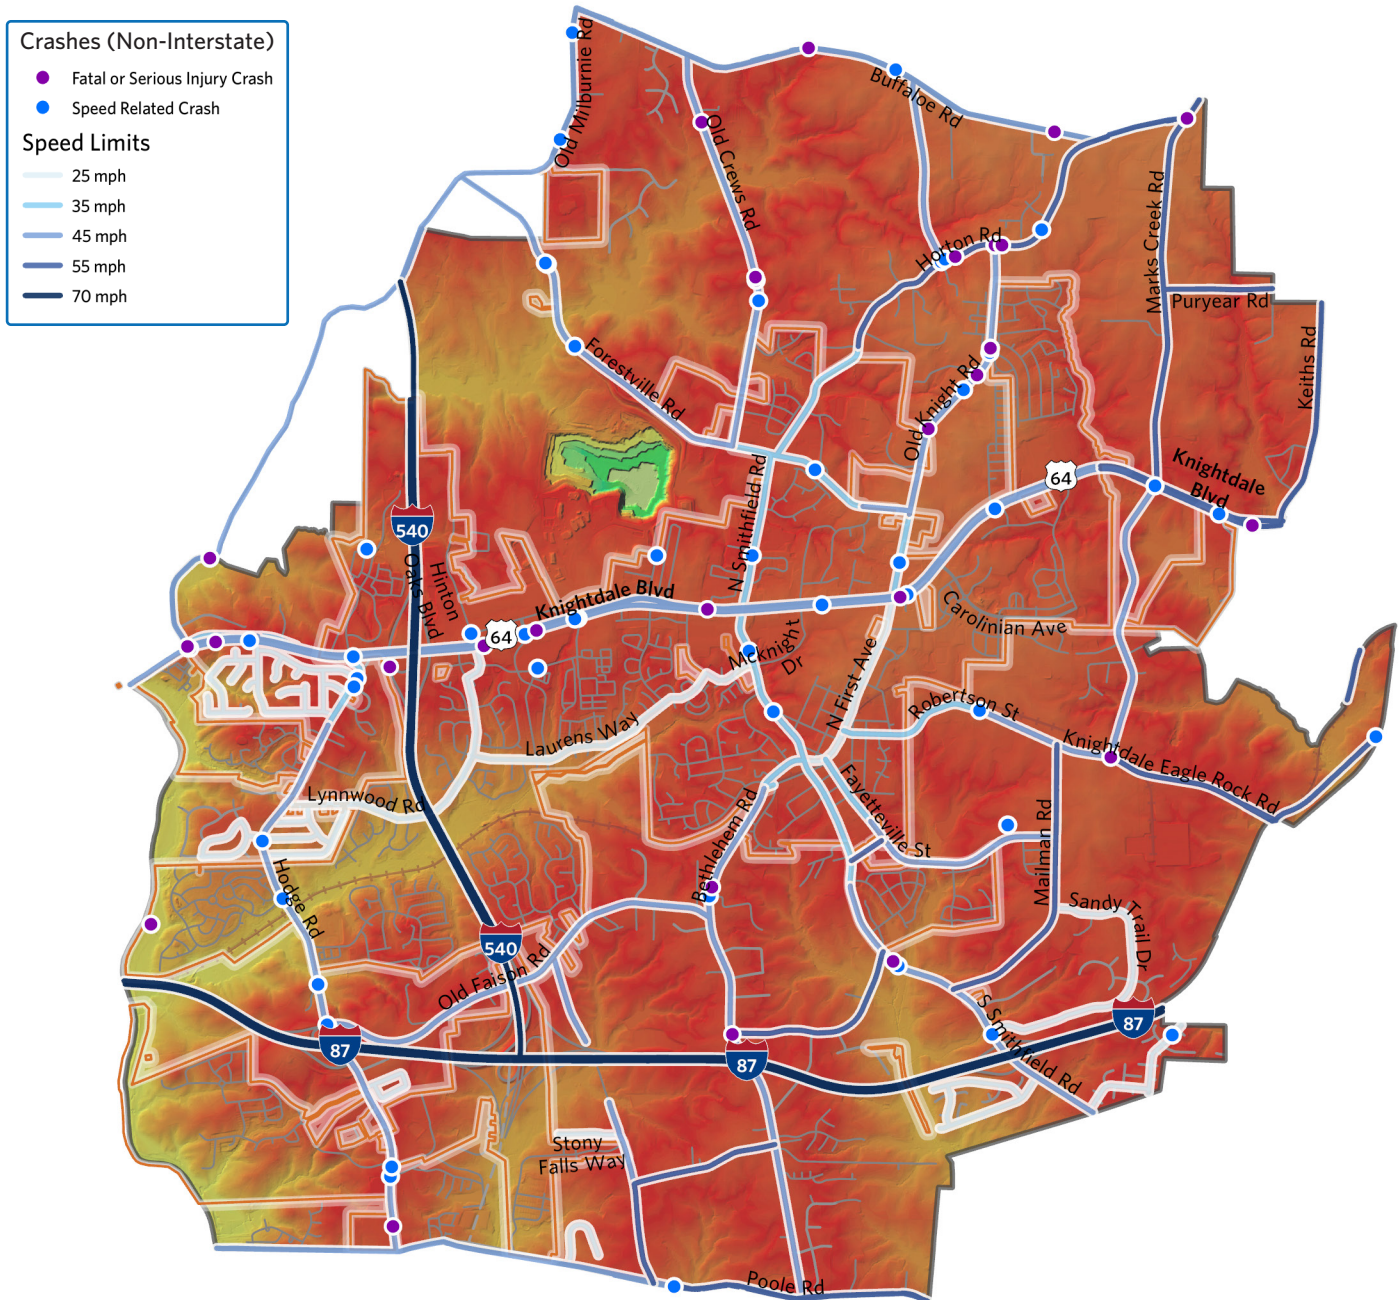 Crashes (Non-Interstate)
Fatal or Serious Injury Crash
Speed Related Crash
Speed Limits
25 mph
35 mph
45 mph
55 mph
70 mph
Old Milburnie Rd
Buffaloe Rd
Old Crews Rd
Horton Rd
Marks Creek Rd
Puryear Rd
Keiths Rd
Forestville Rd
Old Knight Rd
64
Knightdale
Blvd
540
N Smithfield Rd
Hinton
Oaks Blvd
Knightdale Blvd
64
Carolinian Ave
Mcknight
Dr
N First Ave
Robertson St
Laurens Way
Knightdale Eagle Rock Rd
Lynnwood Rd
Fayetteville St
Bethlehem Rd
Mailman Rd
Hodge Rd
Sandy Trail Dr
540
Old Faison Rd
S Smithfield Rd
87
87
87
Stony
Falls Way
Poole Rd